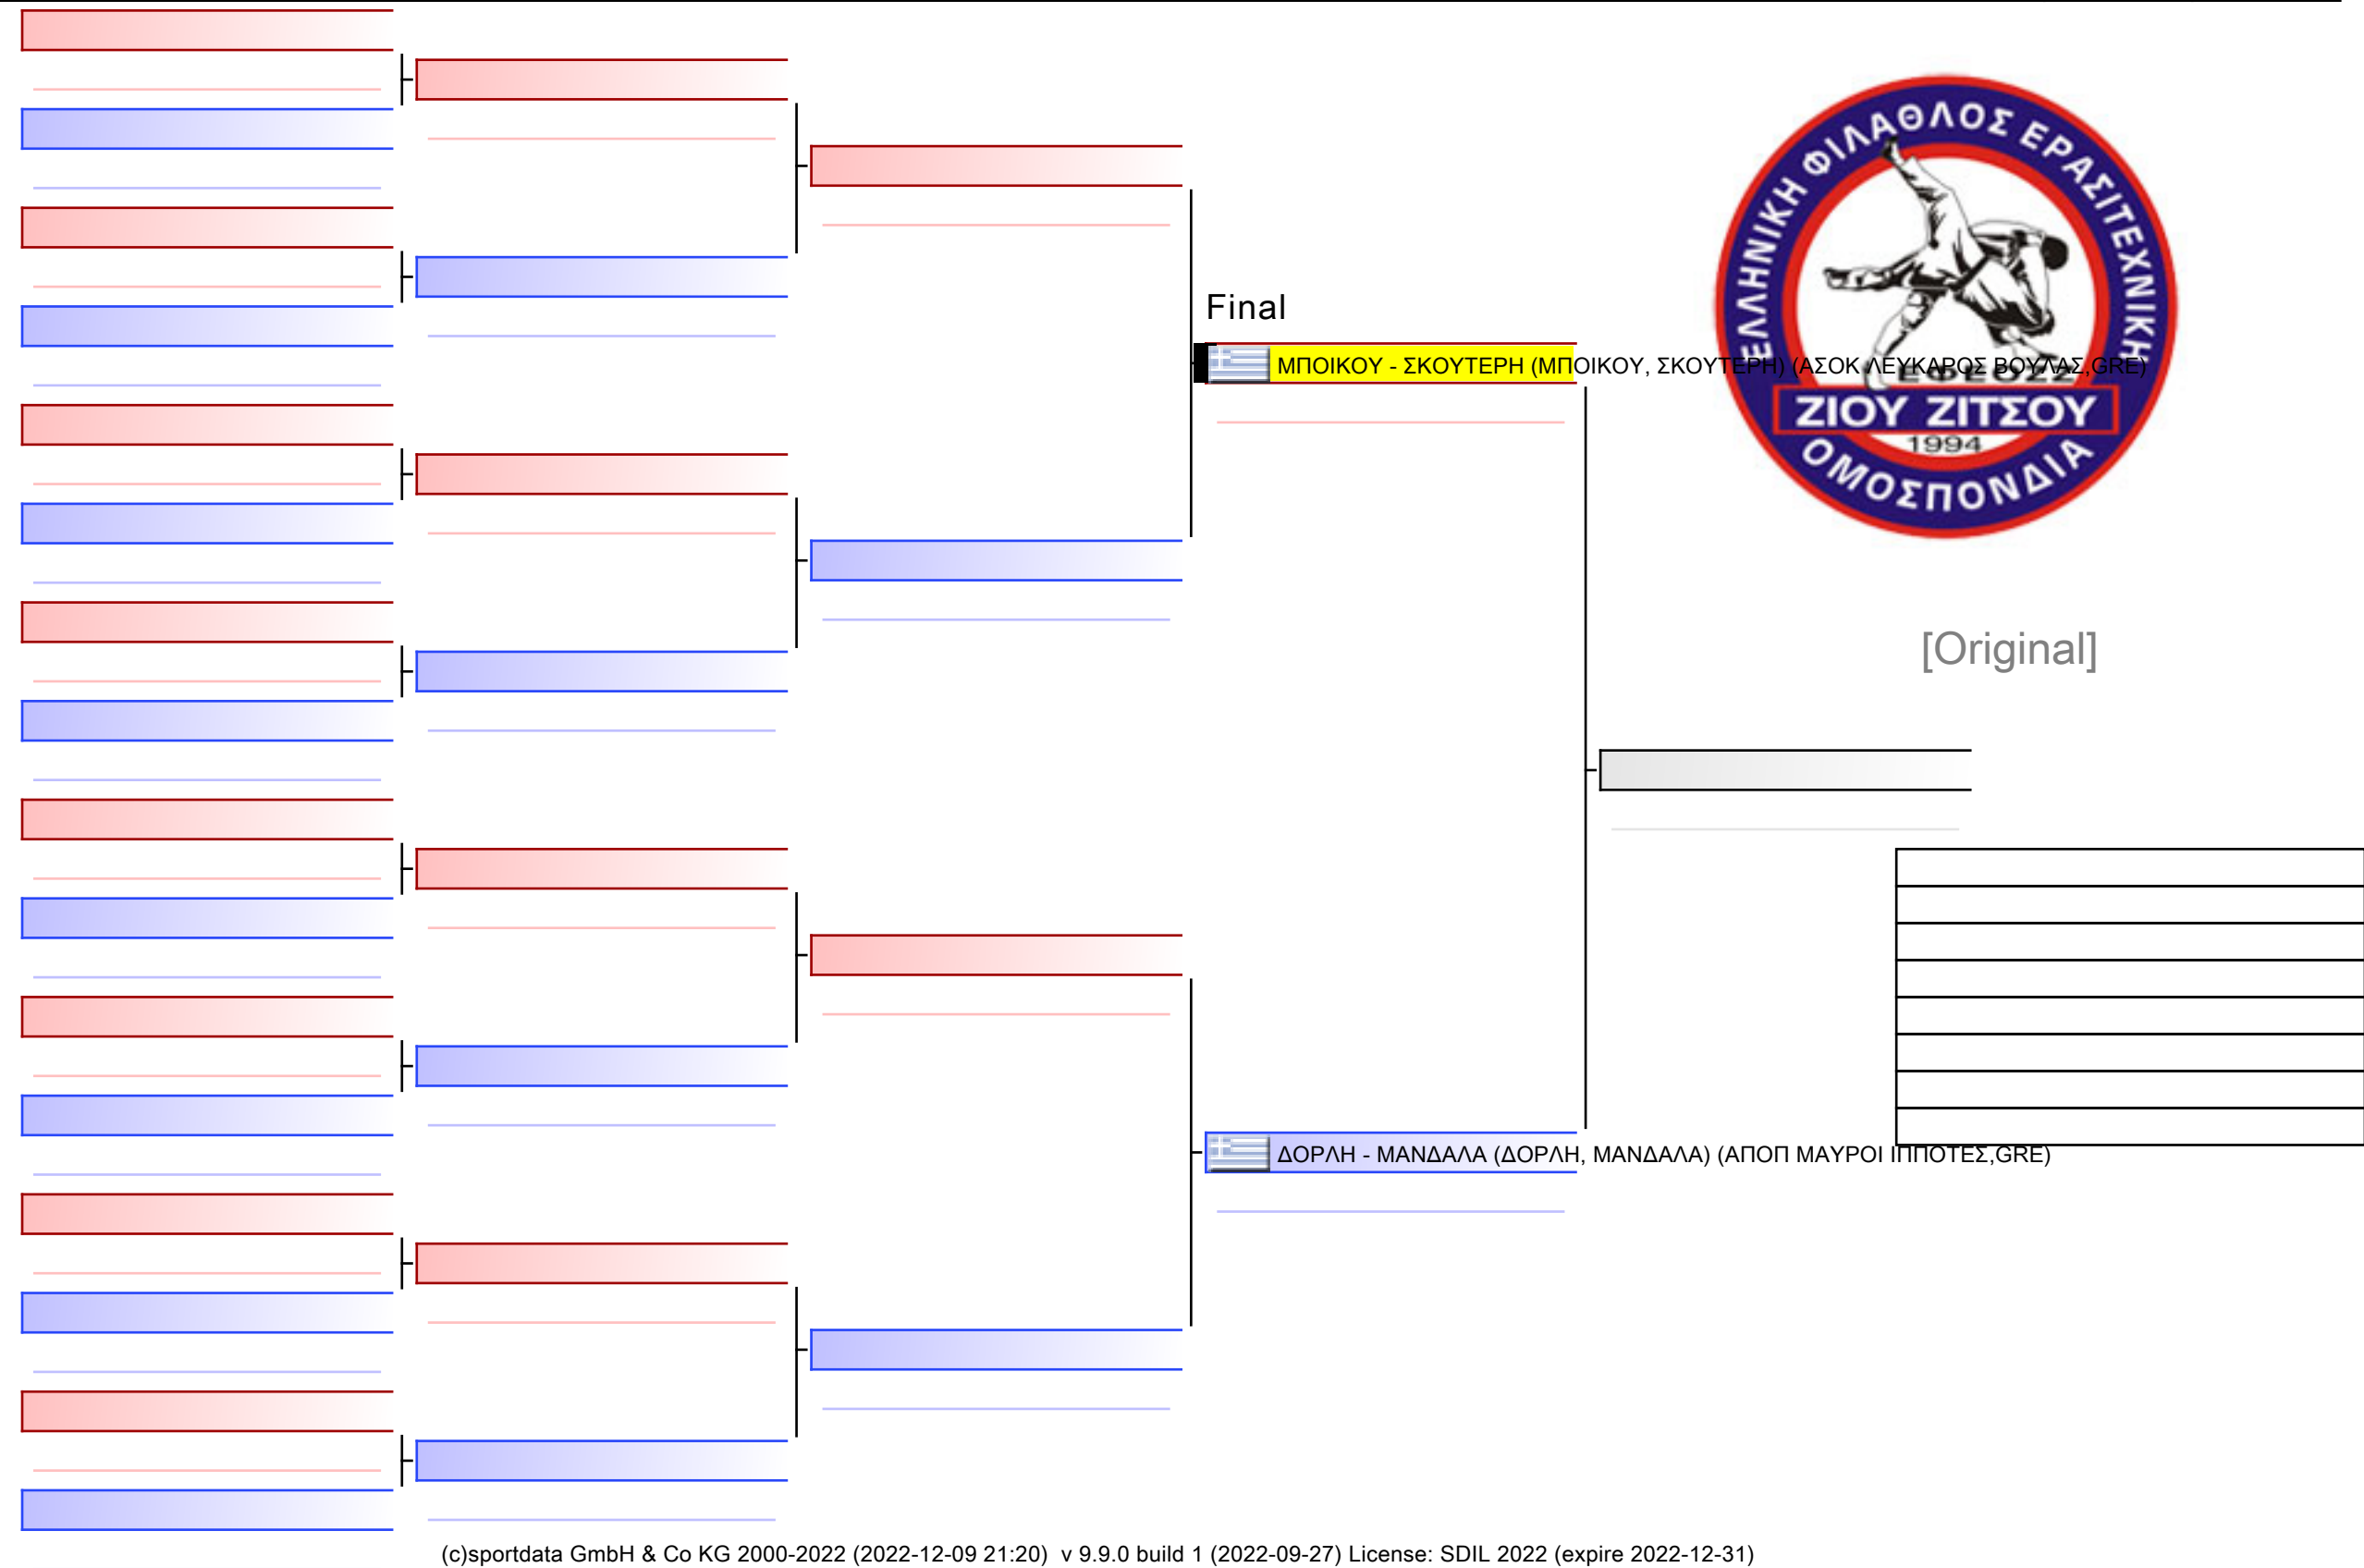 ΕΛΛΗΝΙΚΗ ΦΙΛΑΘΛΟΣ ΕΡΑΣΙΤΕΧΝΙΚΗ
Final
ΜΠΟΙΚΟΥ - ΣΚΟΥΤΕΡΗ (ΜΠΟΙΚΟΥ, ΣΚΟΥΤΕΡΗ) (ΑΣΟΚ ΛΕΥΚΑΡΟΣ ΒΟΥΛΑΣ,GRE)
ΕΦΕΟΖΖ
ΖΙΟΥ ΖΙΤΣΟΥ
1994
ΟΜΟΣΠΟΝΔΙΑ
[Original]
ΔΟΡΛΗ - ΜΑΝΔΑΛΑ (ΔΟΡΛΗ, ΜΑΝΔΑΛΑ) (ΑΠΟΠ ΜΑΥΡΟΙ ΙΠΠΟΤΕΣ,GRE)
(c)sportdata GmbH & Co KG 2000-2022 (2022-12-09 21:20) v 9.9.0 build 1 (2022-09-27) License: SDIL 2022 (expire 2022-12-31)